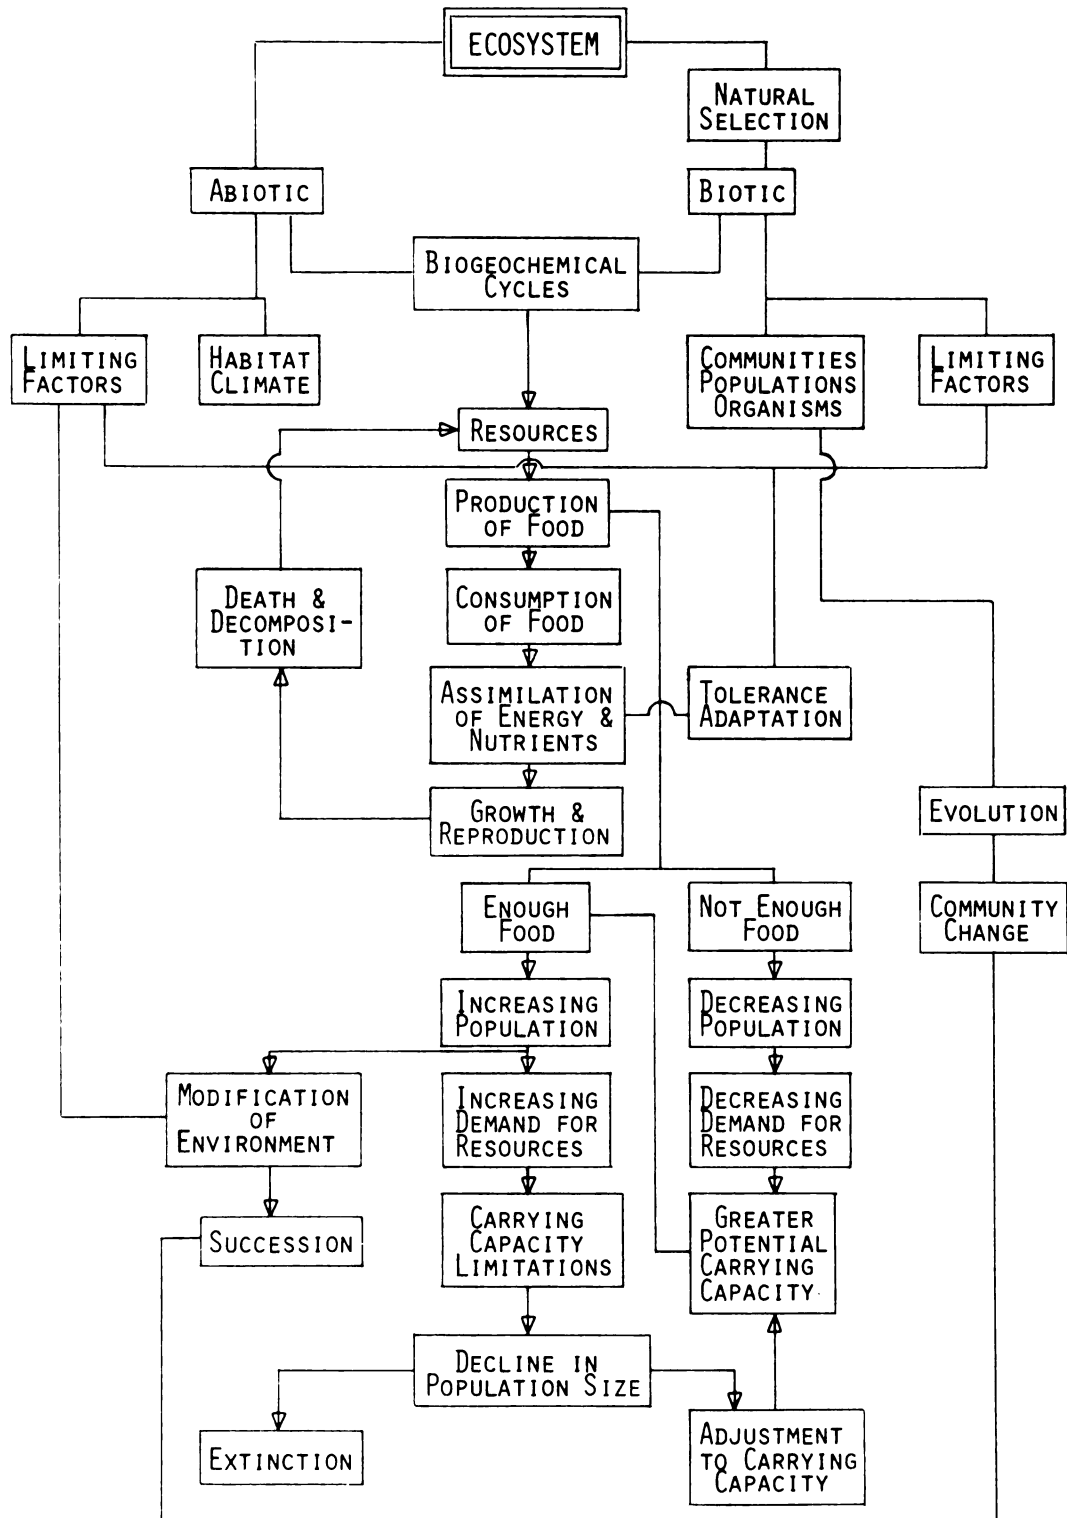 ECOSYSTEM
NATURAL
SELECTION
ABIOTIC
BIOTIC
BIOGEOCHEMICAL
CYCLES
LIMITING
FACTORS
HABITAT
CLIMATE
COMMUNITIES
POPULATIONS
ORGANISMS
LIMITING
FACTORS
RESOURCES
PRODUCTION
OF FOOD
DEATH &
DECOMPOSI-
TION
CONSUMPTION
OF FOOD
ASSIMILATION
OF ENERGY &
NUTRIENTS
TOLERANCE
ADAPTATION
GROWTH &
REPRODUCTION
EVOLUTION
ENOUGH
FOOD
NOT ENOUGH
FOOD
COMMUNITY
CHANGE
INCREASING
POPULATION
DECREASING
POPULATION
MODIFICATION
OF
ENVIRONMENT
INCREASING
DEMAND FOR
RESOURCES
DECREASING
DEMAND FOR
RESOURCES
SUCCESSION
CARRYING
CAPACITY
LIMITATIONS
GREATER
POTENTIAL
CARRYING
CAPACITY
DECLINE IN
POPULATION SIZE
EXTINCTION
ADJUSTMENT
TO CARRYING
CAPACITY